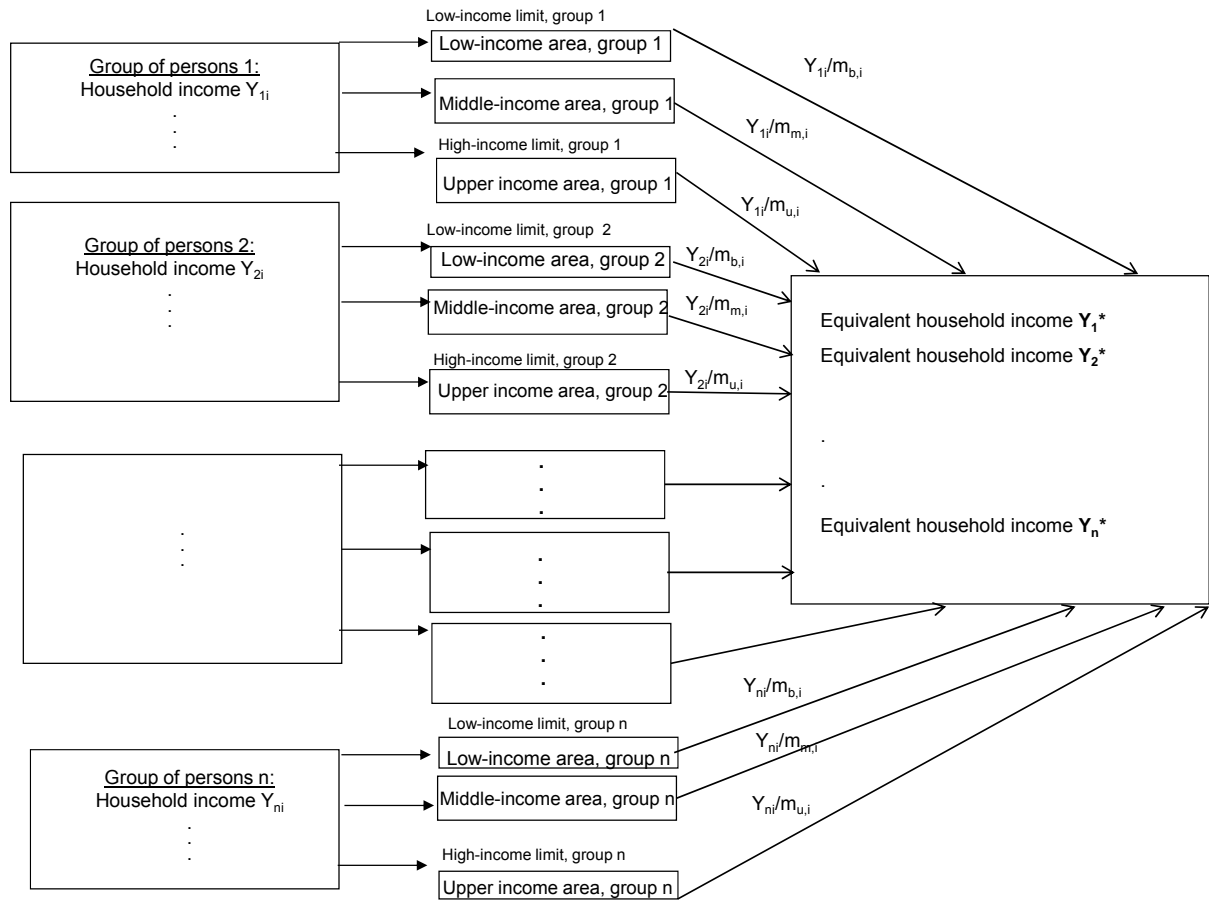 Low-income limit, group 1
Group of persons 1:
Household income Y1i
.
.
.
Low-income area, group 1
Middle-income area, group 1
High-income limit, group 1
Upper income area, group 1
Y1i/mb,i
Y1i/mm,i
Y1i/mu,i
Group of persons 2:
Household income Y2i
.
.
.
Low-income limit, group 2
Low-income area, group 2
Middle-income area, group 2
High-income limit, group 2
Upper income area, group 2
Y2i/mb,i
Y2i/mm,i
Y2i/mu,i
Equivalent household income Y1*
Equivalent household income Y2*
.
.
Equivalent household income Yn*
.
.
.
.
.
.
.
.
.
.
.
.
Group of persons n:
Household income Yni
.
.
.
Low-income limit, group n
Low-income area, group n
Middle-income area, group n
High-income limit, group n
Upper income area, group n
Yni/mb,i
Yni/mm,i
Yni/mu,i